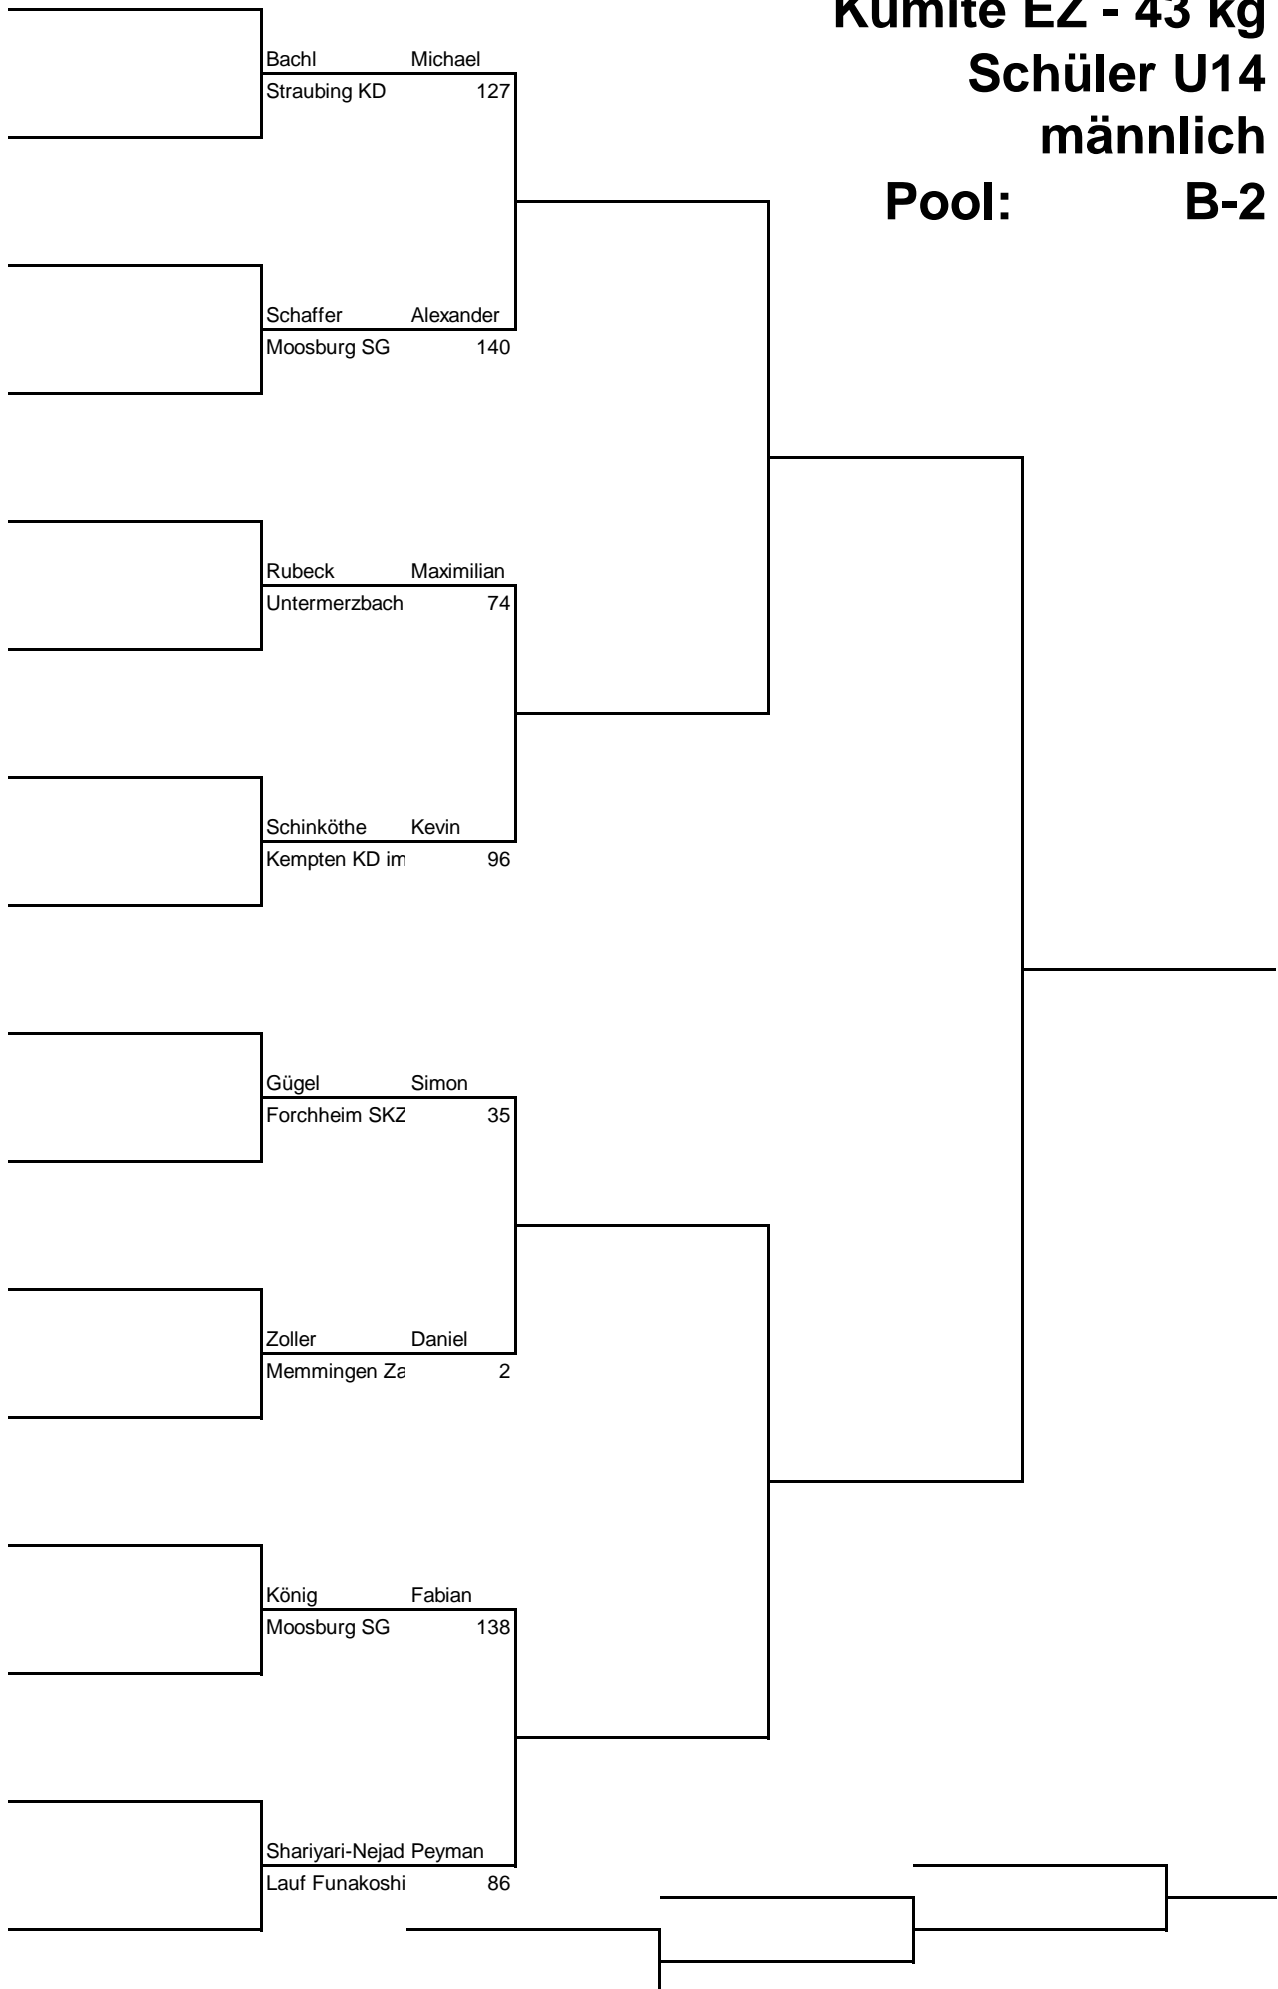 Kumite EZ - 43 kg
Schüler U14
männlich
Pool: B-2
Bachl Michael
Straubing KD 127
Schaffer Alexander
Moosburg SG 140
Rubeck Maximilian
Untermerzbach 74
Schinköthe Kevin
Kempten KD im 96
Gügel Simon
Forchheim SKZ 35
Zoller Daniel
Memmingen Za 2
König Fabian
Moosburg SG 138
Shariyari-Nejad Peyman
Lauf Funakoshi 86